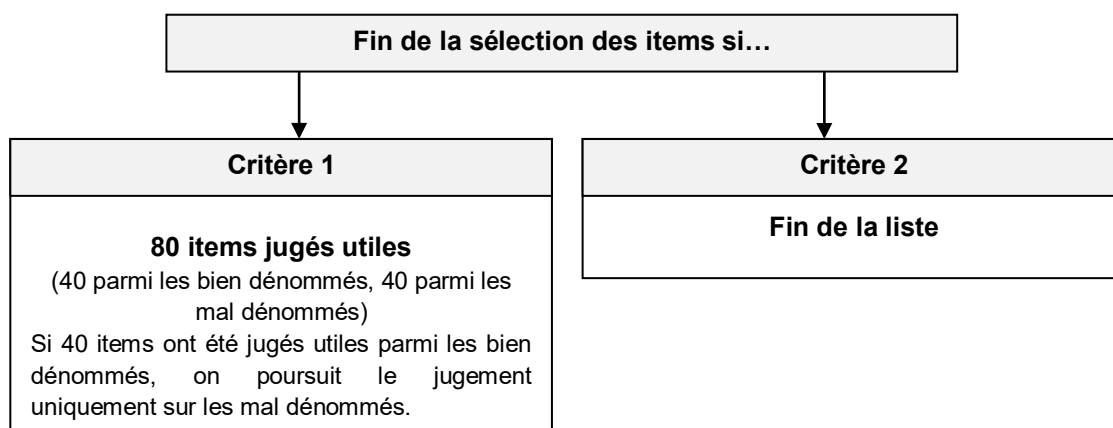 Fin de la sélection des items si…
Critère 1
80 items jugés utiles
(40 parmi les bien dénommés, 40 parmi les
mal dénommés)
Si 40 items ont été jugés utiles parmi les bien
dénommés, on poursuit le jugement
uniquement sur les mal dénommés.
Critère 2
Fin de la liste